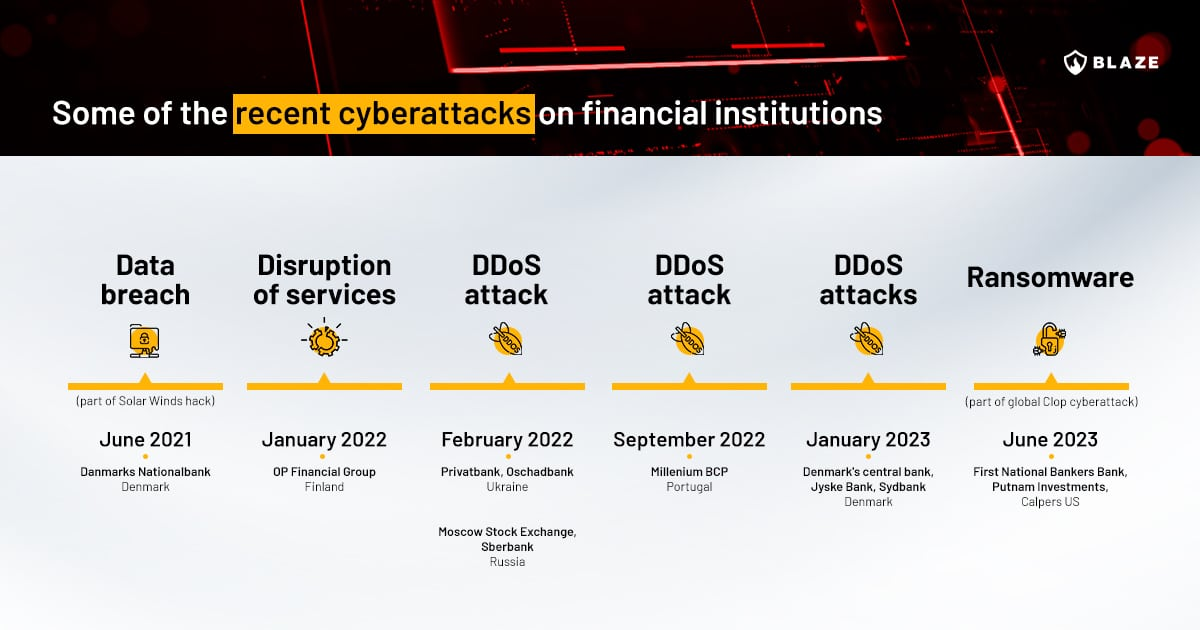 BLAZE
Some of the recent cyberattacks on financial institutions
Data
breach
(part of Solar Winds hack)
June 2021
Danmarks Nationalbank
Denmark
Disruption
of services
January 2022
OP Financial Group
Finland
DDoS
attack
DDOS
February 2022
Privatbank, Oschadbank
Ukraine
Moscow Stock Exchange,
Sberbank
Russia
DDoS
attack
DDOS
September 2022
Millenium BCP
Portugal
DDoS
attacks
DDOS
January 2023
Denmark's central bank,
Jyske Bank, Sydbank
Denmark
Ransomware
(part of global Clop cyberattack)
June 2023
First National Bankers Bank,
Putnam Investments,
Calpers US